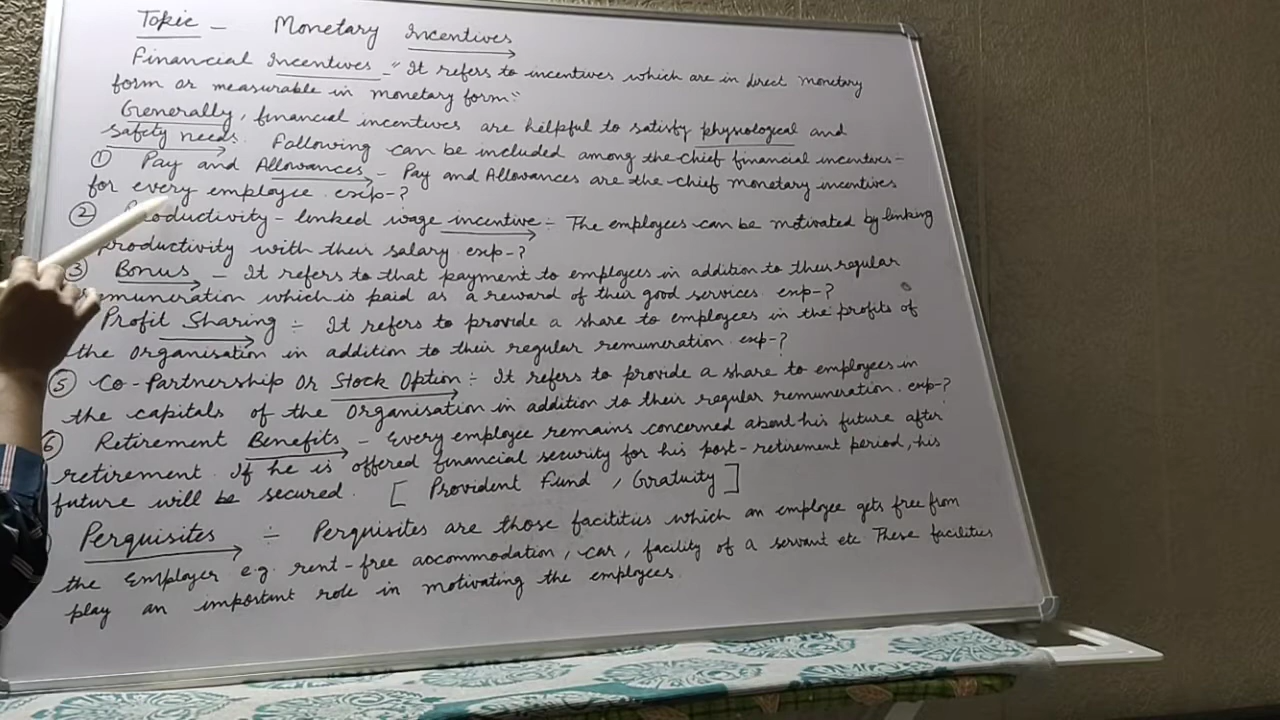 Topic - Monetary Incentives
Financial Incentives - "It refers to incentives which are in direct monetary
form or measurable in monetary form:"
Generally, financial incentives are helpful to satisfy physiological and
safety needs. Following can be included among the chief financial incentives -
① Pay and Allowances - Pay and Allowances are the chief monetary incentives
for every employee. exp-?
② Productivity - linked wage incentive :- The employees can be motivated by linking
productivity with their salary. exp-?
③ Bonus - It refers to that payment to employees in addition to their regular
remuneration which is paid as a reward of their good services. exp-?
Profit Sharing :- It refers to provide a share to employees in the profits of
the Organisation in addition to their regular remuneration. exp-?
⑤ Co-Partnership Or Stock Option :- It refers to provide a share to employees in
the capitals of the Organisation in addition to their regular remuneration. exp-?
⑥ Retirement Benefits - Every employee remains concerned about his future after
retirement. If he is offered financial security for his post-retirement period, his
future will be secured. [Provident Fund, Gratuity]
Perquisites :- Perquisites are those facilities which an employee gets free from
the Employer e.g. rent-free accommodation, car, facility of a servant etc These facilities
play an important role in motivating the employees.